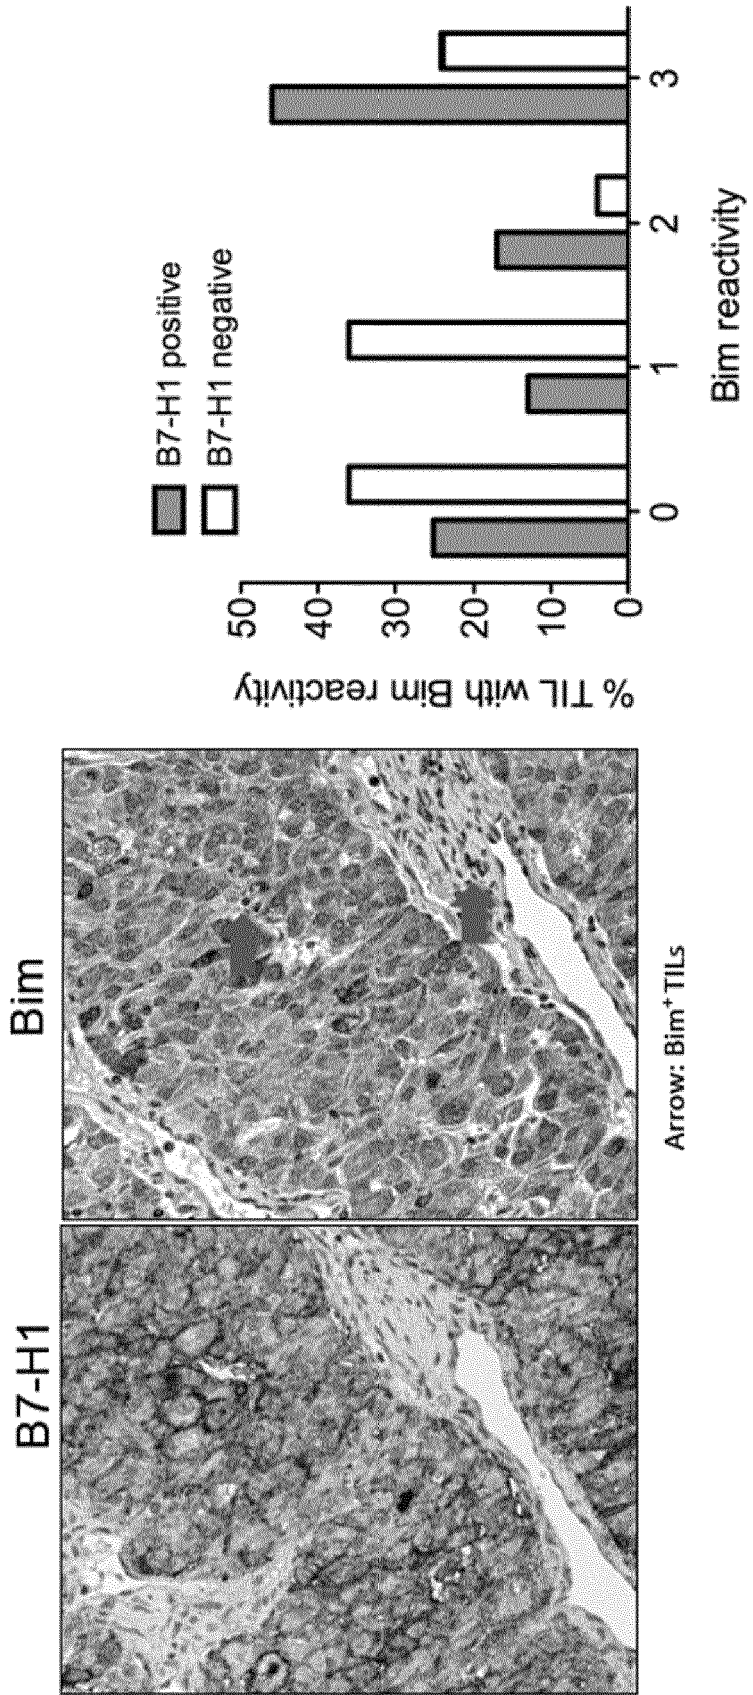 B7-H1
Bim
Arrow: Bim⁺ TILs
% TIL with Bim reactivity
50
40
30
20
10
0
B7-H1 positive
B7-H1 negative
0 1 2 3
Bim reactivity